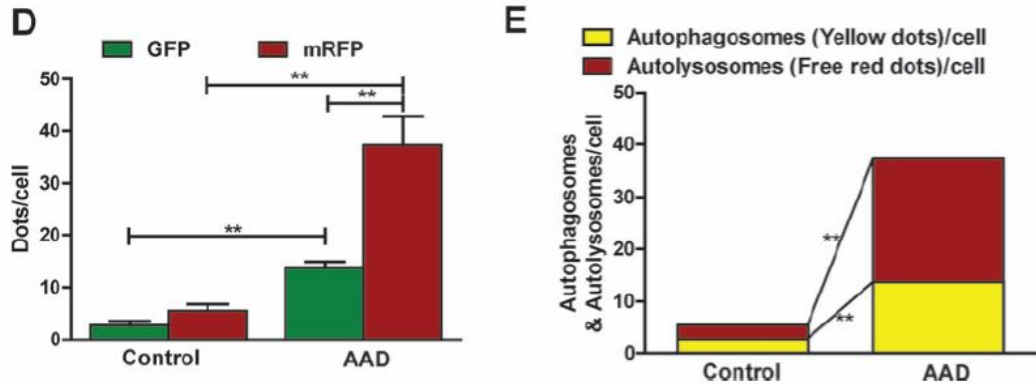 D
GFP mRFP
50
40
30
20
10
0
Dots/cell
**
**
**
Control AAD
E
Autophagosomes (Yellow dots)/cell
Autolysosomes (Free red dots)/cell
50
40
30
20
10
0
Autophagosomes
& Autolysosomes/cell
**
**
Control AAD